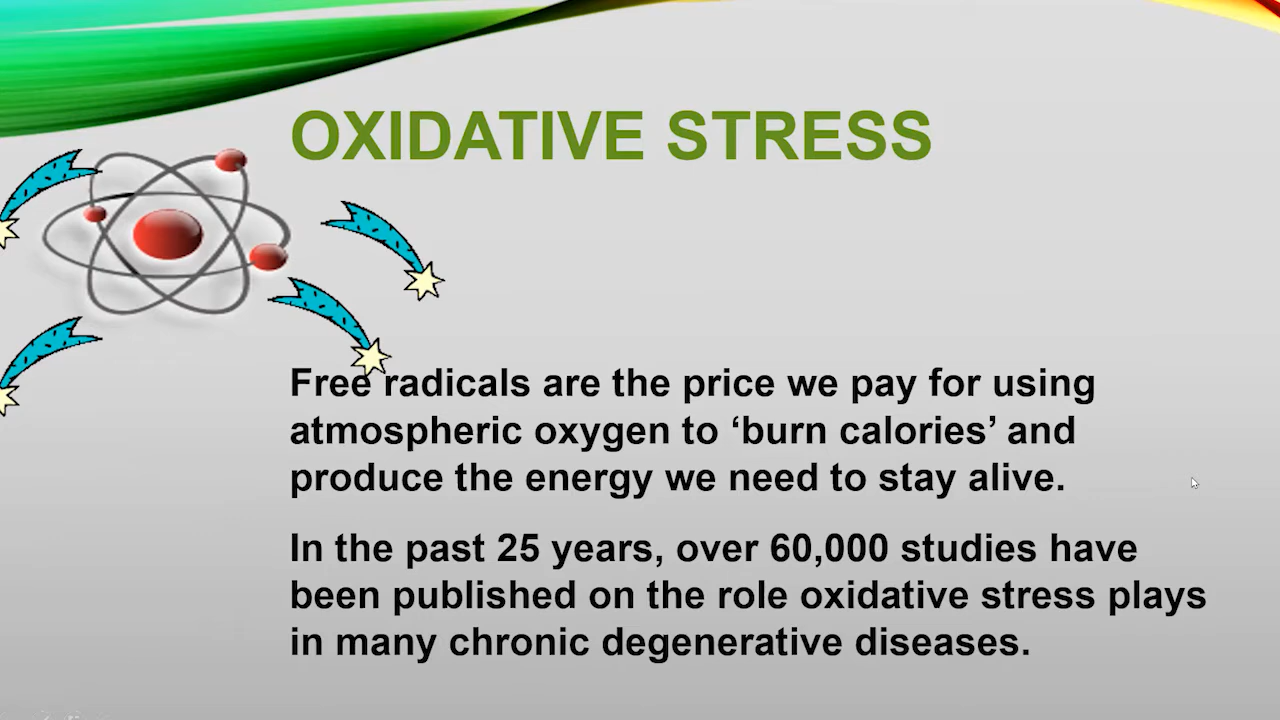 OXIDATIVE STRESS
Free radicals are the price we pay for using
atmospheric oxygen to ‘burn calories’ and
produce the energy we need to stay alive.
In the past 25 years, over 60,000 studies have
been published on the role oxidative stress plays
in many chronic degenerative diseases.